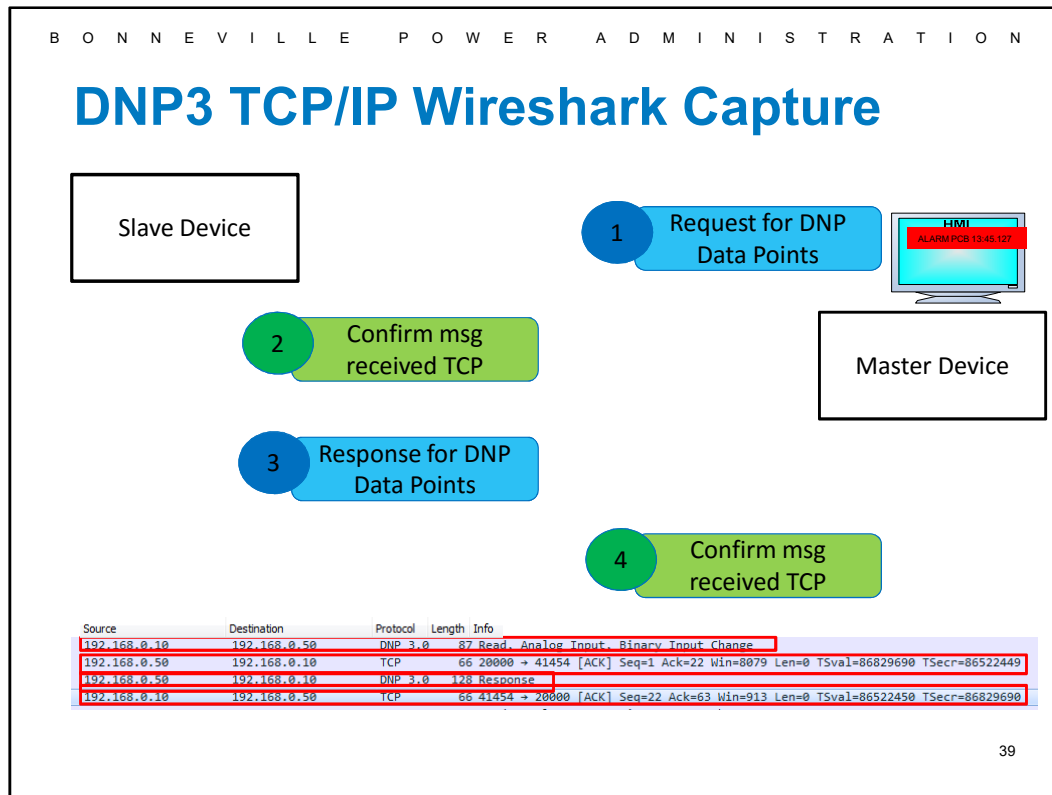 BONNEVILLE POWER ADMINISTRATION
DNP3 TCP/IP Wireshark Capture
Slave Device
1
Request for DNP
Data Points
HMI
ALARM PCB 13:45.127
2
Confirm msg
received TCP
Master Device
3
Response for DNP
Data Points
4
Confirm msg
received TCP
Source Destination Protocol Length Info
192.168.0.10 192.168.0.50 DNP 3.0 87 Read, Analog Input, Binary Input Change
192.168.0.50 192.168.0.10 TCP 66 20000 → 41454 [ACK] Seq=1 Ack=22 Win=8079 Len=0 TSval=86829690 TSecr=86522449
192.168.0.50 192.168.0.10 DNP 3.0 128 Response
192.168.0.10 192.168.0.50 TCP 66 41454 → 20000 [ACK] Seq=22 Ack=63 Win=913 Len=0 TSval=86522450 TSecr=86829690
39